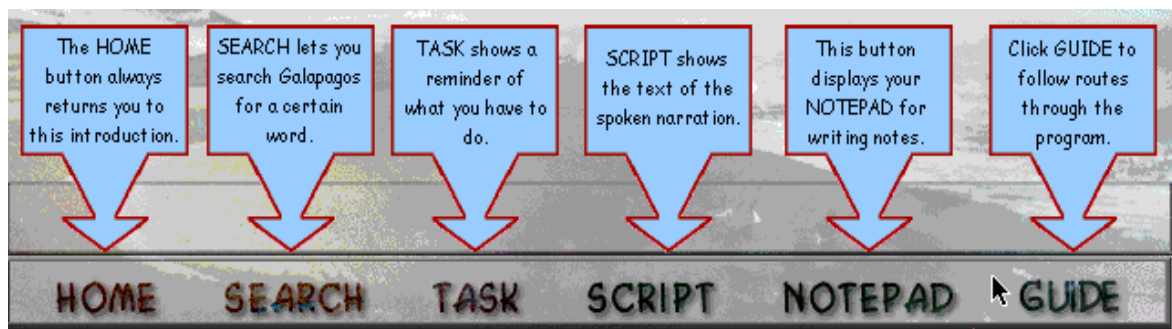 The HOME
button always
returns you to
this introduction.
SEARCH lets you
search Galapagos
for a certain
word.
TASK shows a
reminder of
what you have to
do.
SCRIPT shows
the text of the
spoken narration.
This button
displays your
NOTEPAD for
writing notes.
Click GUIDE to
follow routes
through the
program.
HOME SEARCH TASK SCRIPT NOTEPAD GUIDE